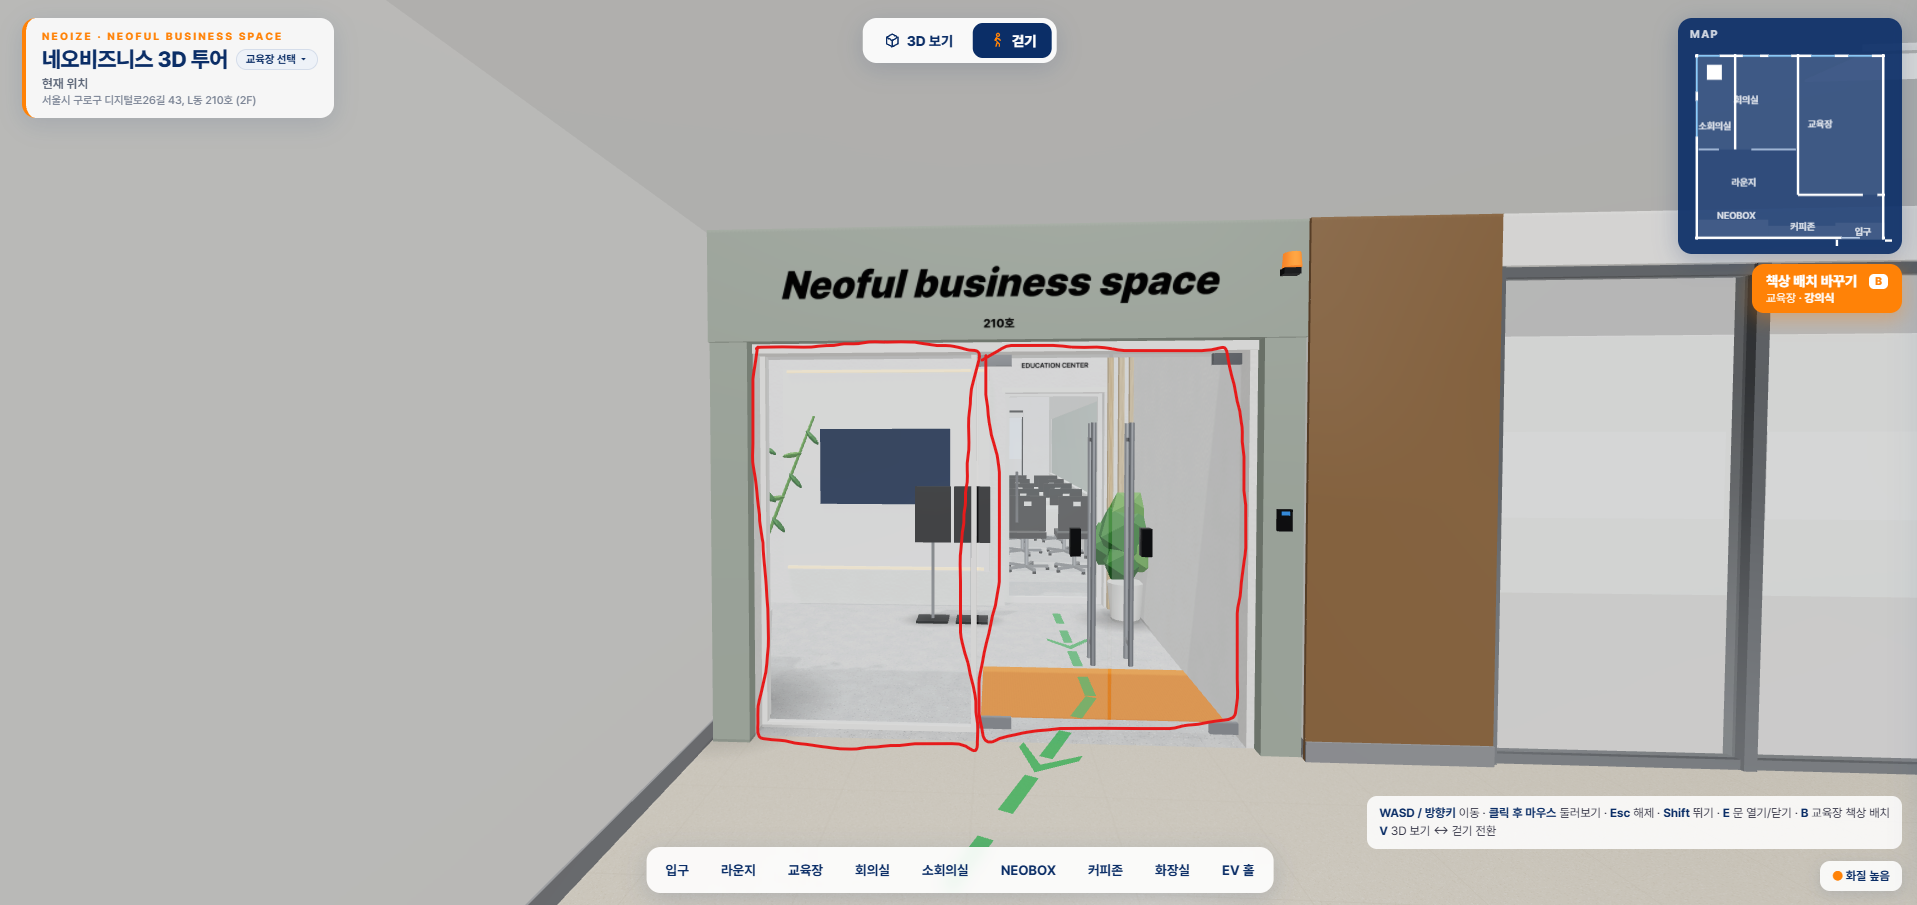 NEOIZE · NEOFUL BUSINESS SPACE
네오비즈니스 3D 투어 교육장 선택
현재 위치
서울시 구로구 디지털로26길 43, L동 210호 (2F)
3D 보기 걷기
MAP
회의실
소회의실
교육장
라운지
NEOBOX
커피존
입구
책상 배치 바꾸기 B
교육장 · 강의식
Neoful business space
210호
EDUCATION CENTER
WASD / 방향키 이동 · 클릭 후 마우스 둘러보기 · Esc 해제 · Shift 뛰기 · E 문 열기/닫기 · B 교육장 책상 배치
V 3D 보기 ↔ 걷기 전환
입구 라운지 교육장 회의실 소회의실 NEOBOX 커피존 화장실 EV 홀
화질 높음